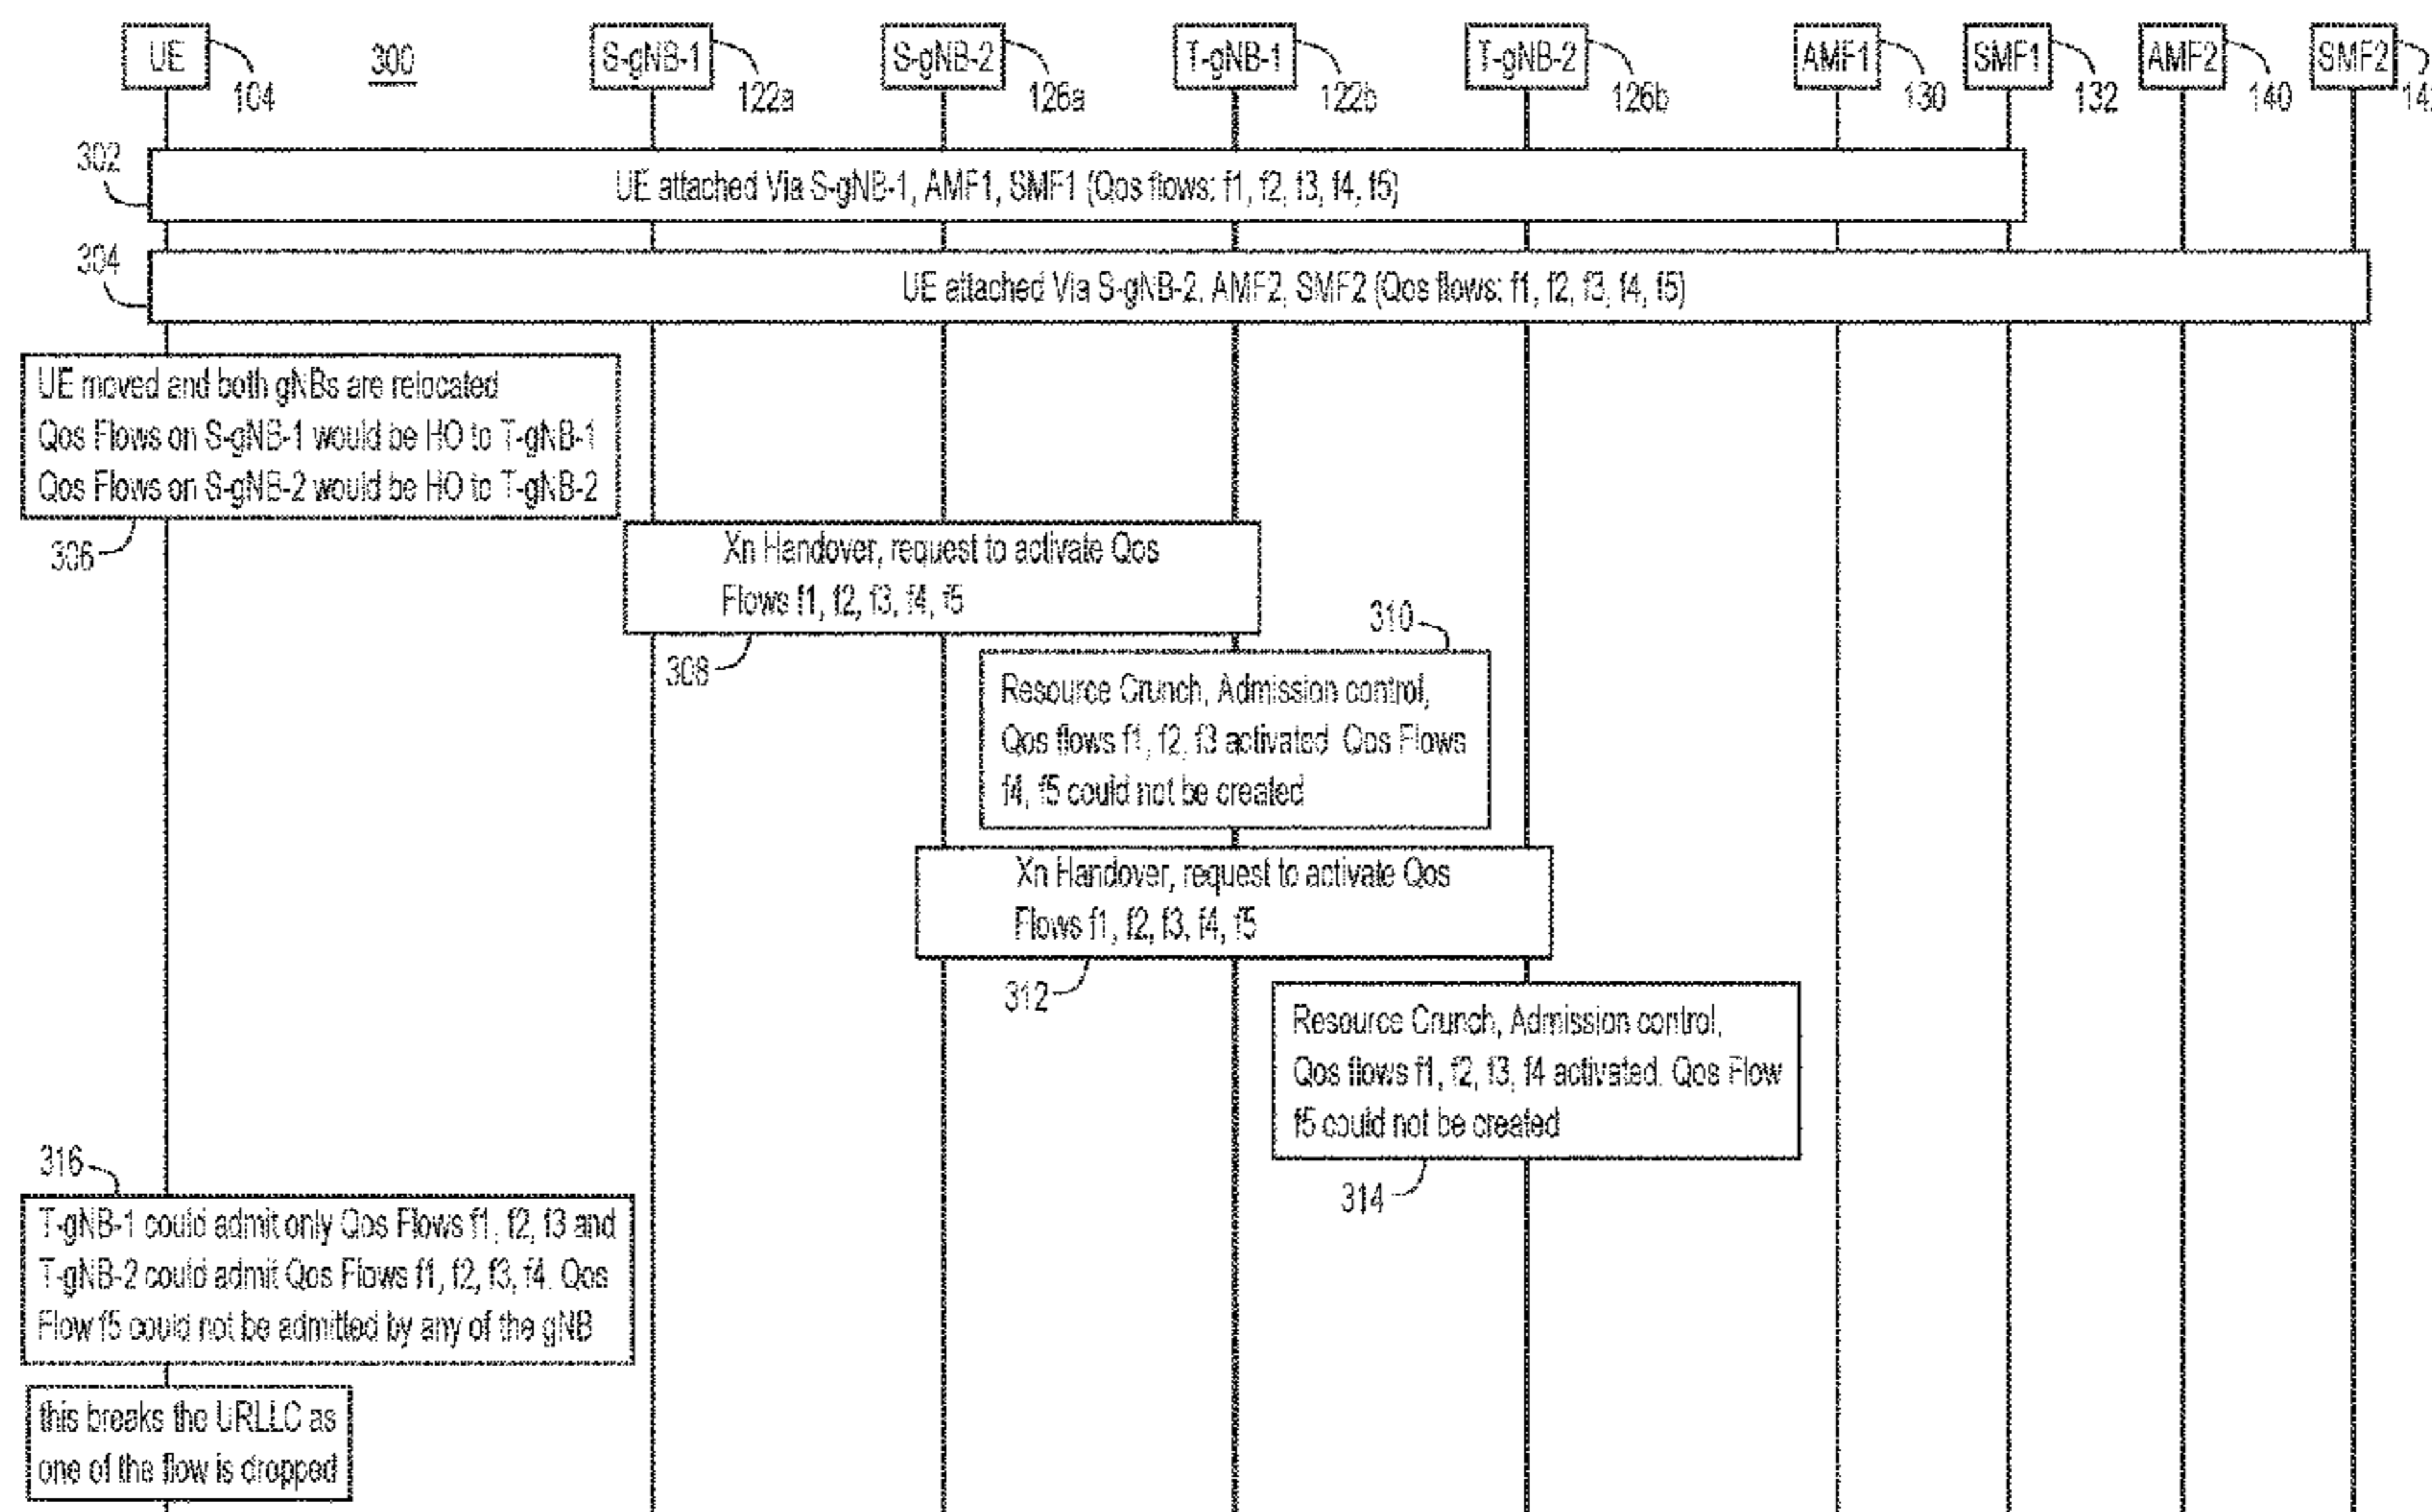 UE
300
S-gNB-1
S-gNB-2
T-gNB-1
T-gNB-2
AMF1
SMF1
AMF2
SMF2
104
122a
126a
122b
126b
130
132
140
302
UE attached Via S-gNB-1, AMF1, SMF1 (Qos flows: f1, f2, f3, f4, f5)
304
UE attached Via S-gNB-2, AMF2, SMF2 (Qos flows: f1, f2, f3, f4, f5)
UE moved and both gNBs are relocated
Qos Flows on S-gNB-1 would be HO to T-gNB-1
Qos Flows on S-gNB-2 would be HO to T-gNB-2
306
Xn Handover, request to activate Qos
Flows f1, f2, f3, f4, f5
308
310
Resource Crunch, Admission control,
Qos flows f1, f2, f3 activated. Qos Flows
f4, f5 could not be created
Xn Handover, request to activate Qos
Flows f1, f2, f3, f4, f5
312
Resource Crunch, Admission control,
Qos flows f1, f2, f3, f4 activated. Qos Flow
f5 could not be created
314
316
T-gNB-1 could admit only Qos Flows f1, f2, f3 and
T-gNB-2 could admit Qos Flows f1, f2, f3, f4. Qos
Flow f5 could not be admitted by any of the gNB
this breaks the URLLC as
one of the flow is dropped